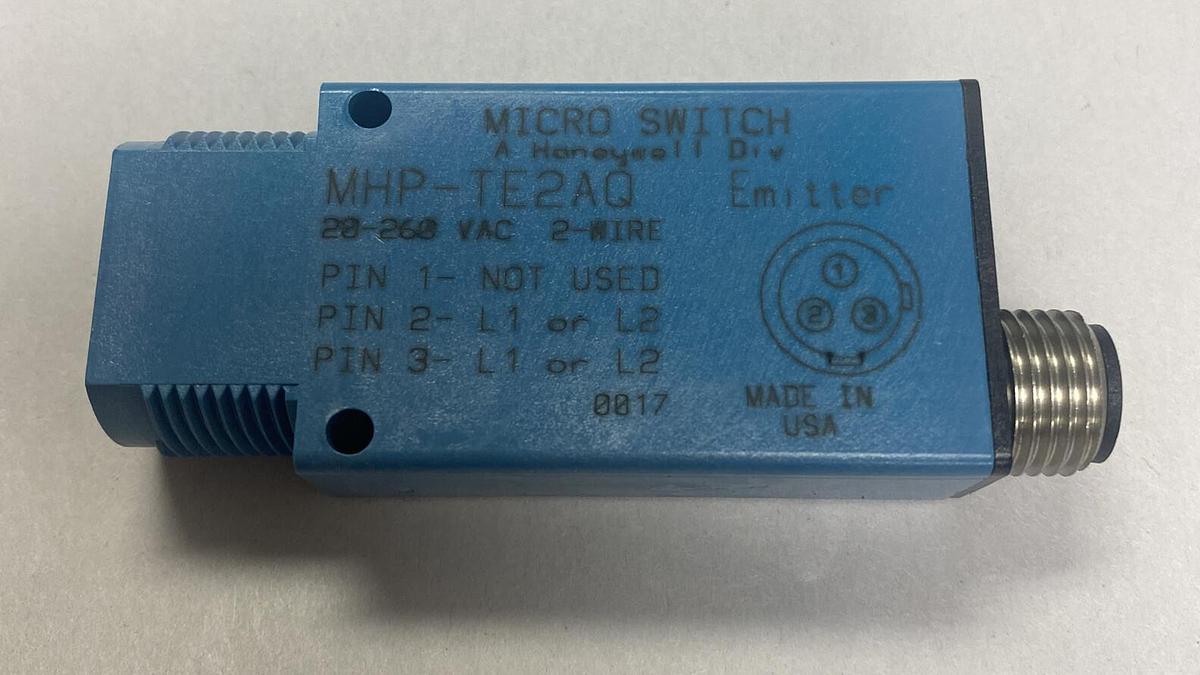 MICRO SWITCH
A Honeywell Div
MHP-TE2AQ Emitter
20-260 VAC 2-WIRE
PIN 1- NOT USED
PIN 2- L1 or L2
PIN 3- L1 or L2
1
2 3
0017
MADE IN
USA